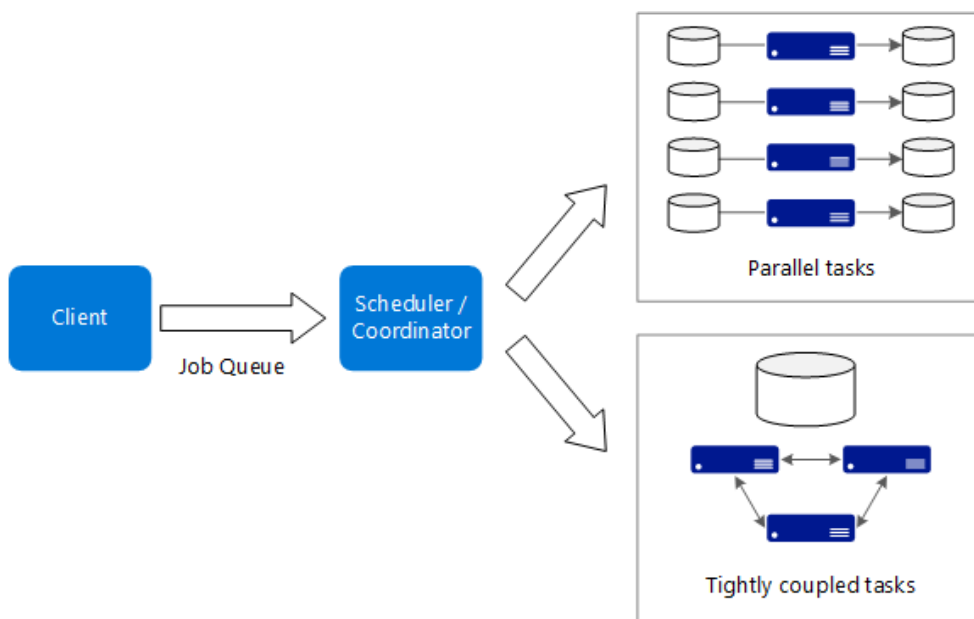 Client
Job Queue
Scheduler /
Coordinator
Parallel tasks
Tightly coupled tasks